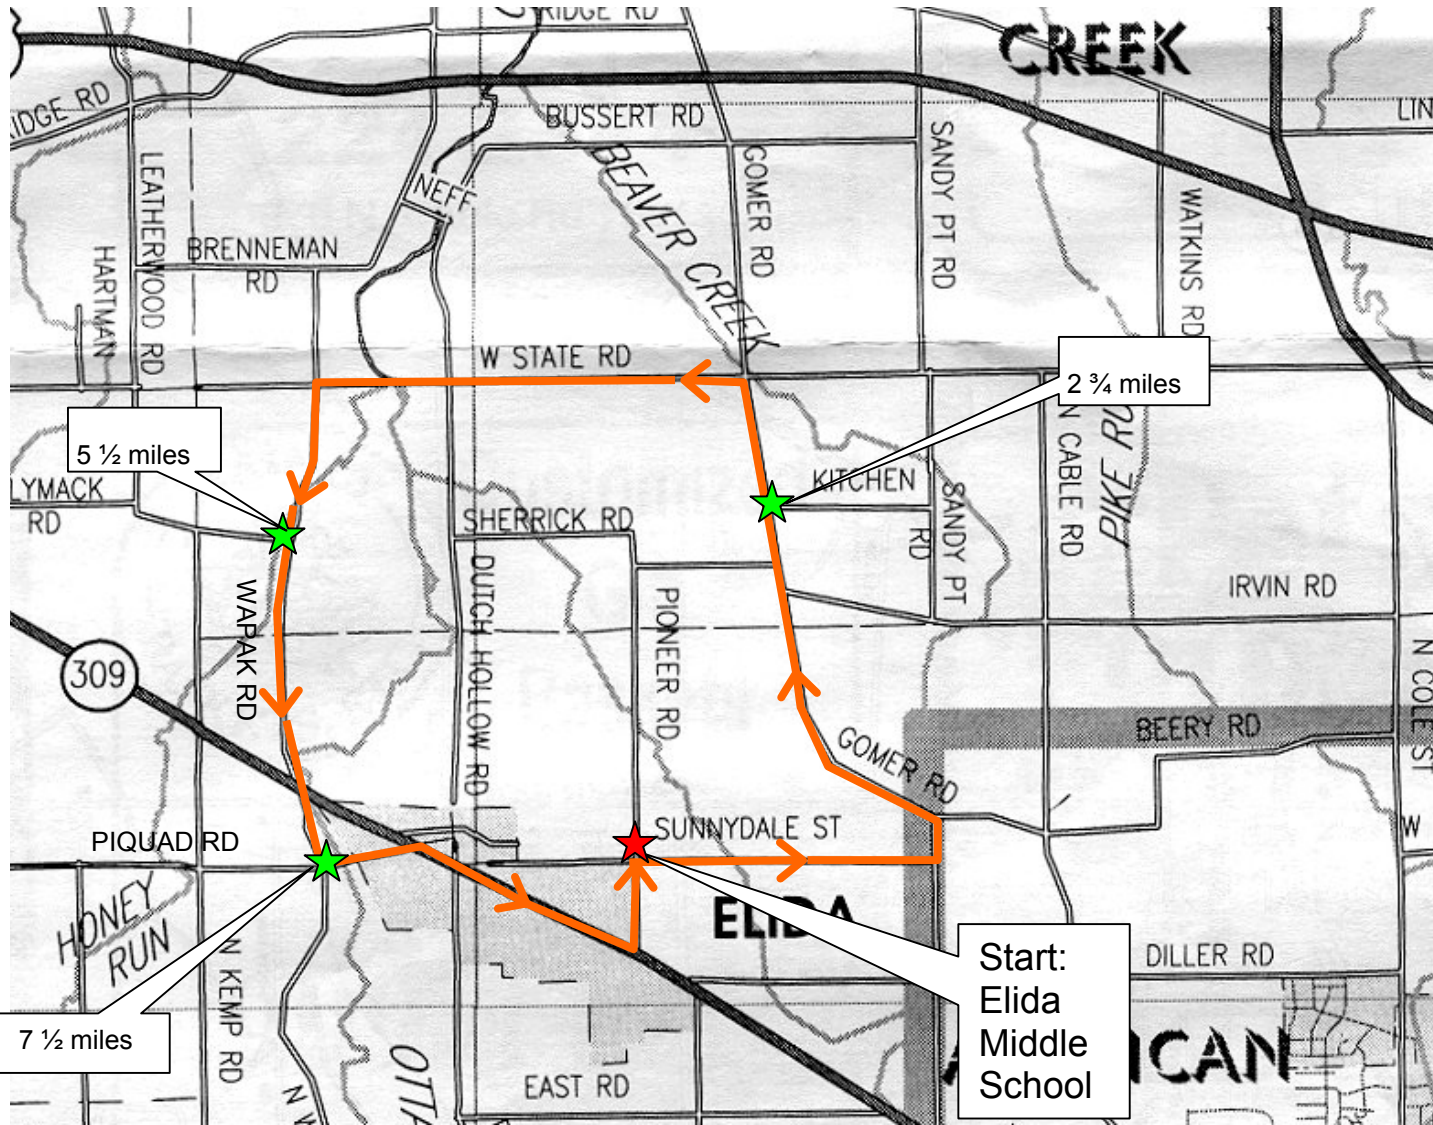 RIDGE RD
CREEK
RIDGE RD
BUSSERT RD
LIN
LEATHERWOOD RD
NEFF
BEAVER CREEK
GOMER RD
SANDY PT RD
WATKINS RD
HARTMAN
BRENNEMAN
RD
W STATE RD
2 ¾ miles
5 ½ miles
N CABLE RD
PIKE RU
LYMACK
RD
KITCHEN
RD
SHERRICK RD
SANDY PT
WAPAK RD
DUTCH HOLLOW RD
PIONEER RD
IRVIN RD
309
N COLE ST
GOMER RD
BEERY RD
PIQUAD RD
SUNNYDALE ST
W
HONEY
RUN
ELIDA
N KEMP RD
DILLER RD
Start:
Elida
Middle
School
7 ½ miles
OTTA
ICAN
EAST RD
N W